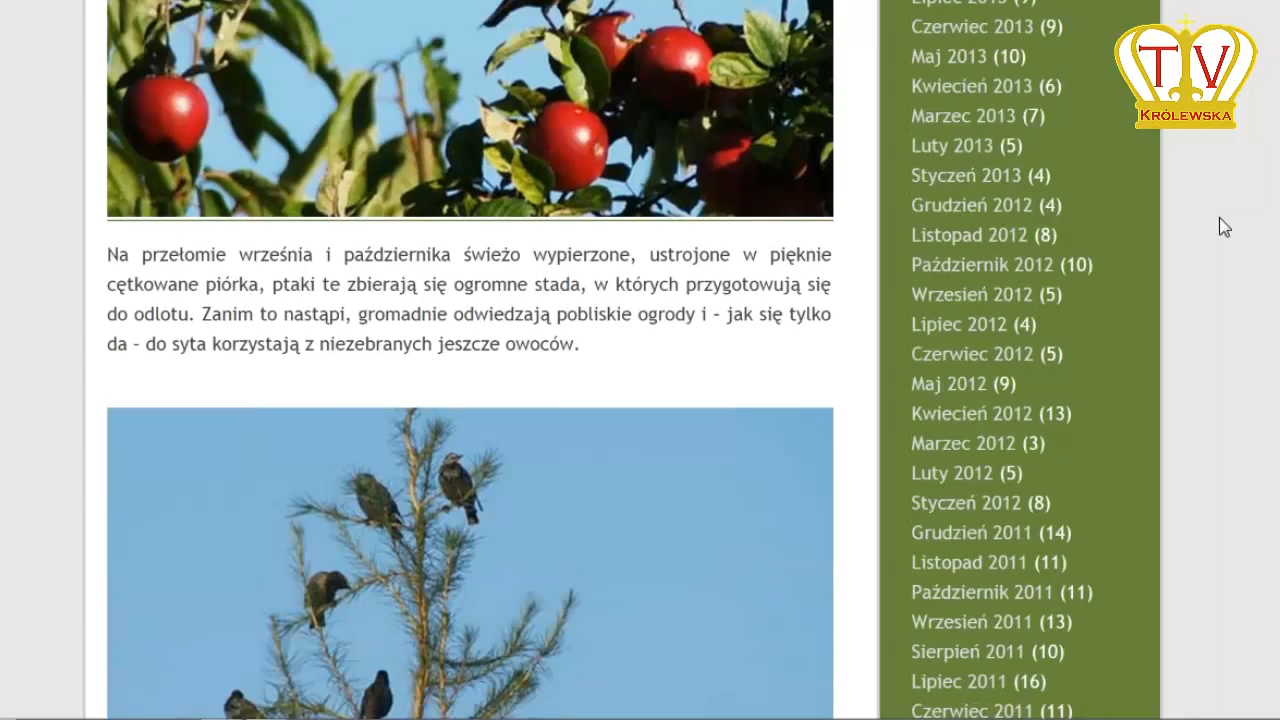 Na przełomie września i października świeżo wypierzone, ustrojone w pięknie
cętkowane piórka, ptaki te zbierają się ogromne stada, w których przygotowują się
do odlotu. Zanim to nastąpi, gromadnie odwiedzają pobliskie ogrody i - jak się tylko
da - do syta korzystają z niezebranych jeszcze owoców.
Lipiec 2013 (9)
Czerwiec 2013 (9)
Maj 2013 (10)
Kwiecień 2013 (6)
Marzec 2013 (7)
Luty 2013 (5)
Styczeń 2013 (4)
Grudzień 2012 (4)
Listopad 2012 (8)
Październik 2012 (10)
Wrzesień 2012 (5)
Lipiec 2012 (4)
Czerwiec 2012 (5)
Maj 2012 (9)
Kwiecień 2012 (13)
Marzec 2012 (3)
Luty 2012 (5)
Styczeń 2012 (8)
Grudzień 2011 (14)
Listopad 2011 (11)
Październik 2011 (11)
Wrzesień 2011 (13)
Sierpień 2011 (10)
Lipiec 2011 (16)
Czerwiec 2011 (11)
TV
Królewska